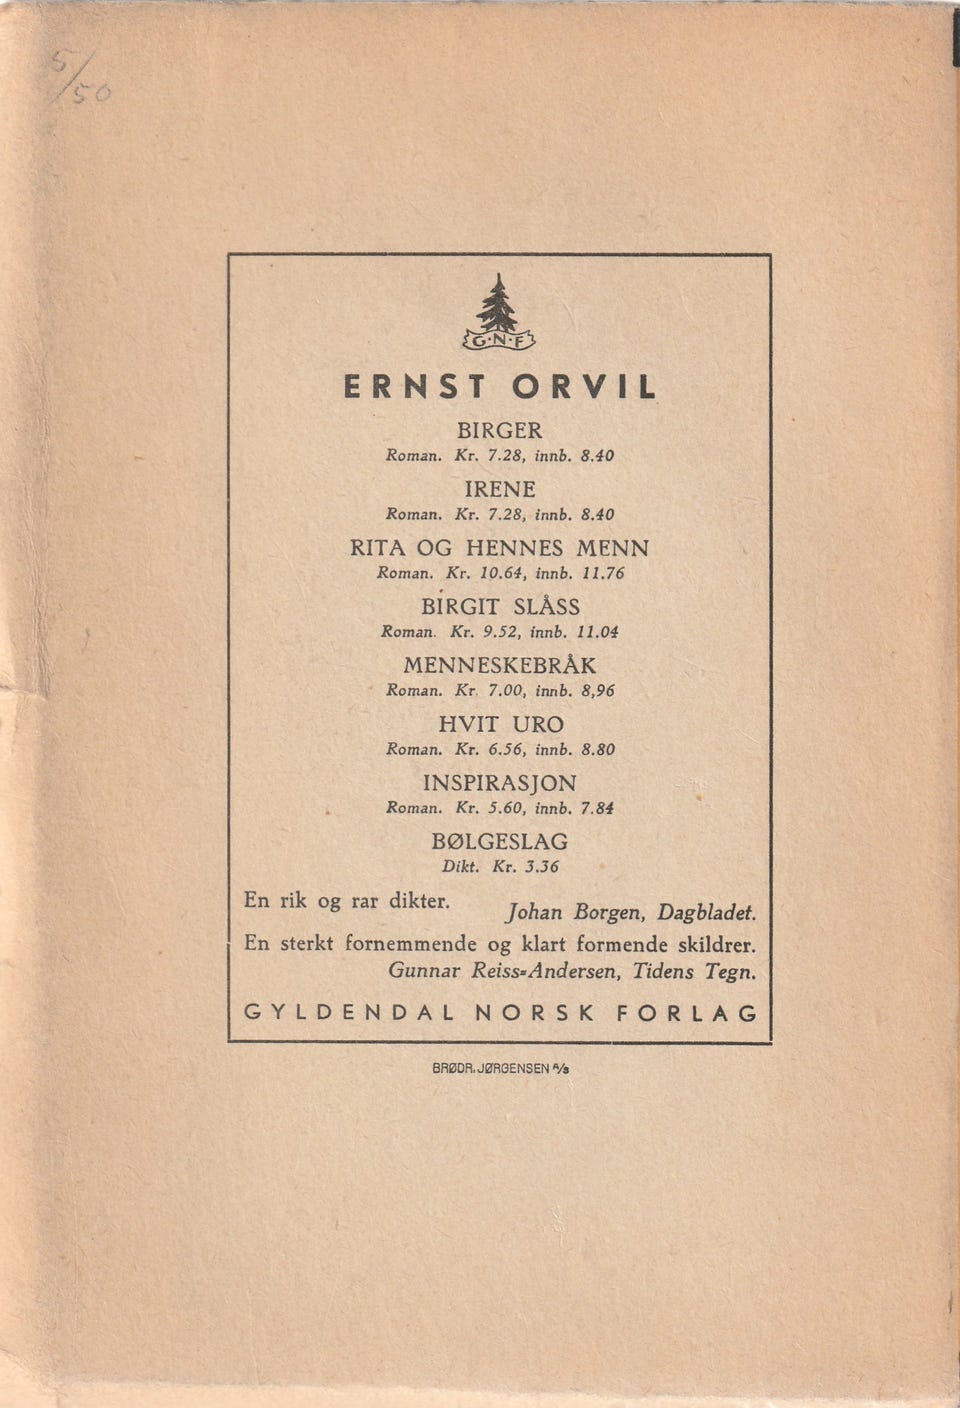 5/50
G·N·F
ERNST ORVIL
BIRGER
Roman. Kr. 7.28, innb. 8.40
IRENE
Roman. Kr. 7.28, innb. 8.40
RITA OG HENNES MENN
Roman. Kr. 10.64, innb. 11.76
BIRGIT SLÅSS
Roman. Kr. 9.52, innb. 11.04
MENNESKEBRÅK
Roman. Kr. 7.00, innb. 8,96
HVIT URO
Roman. Kr. 6.56, innb. 8.80
INSPIRASJON
Roman. Kr. 5.60, innb. 7.84
BØLGESLAG
Dikt. Kr. 3.36
En rik og rar dikter.
Johan Borgen, Dagbladet.
En sterkt fornemmende og klart formende skildrer.
Gunnar Reiss-Andersen, Tidens Tegn.
GYLDENDAL NORSK FORLAG
BRØDR. JØRGENSEN A/s